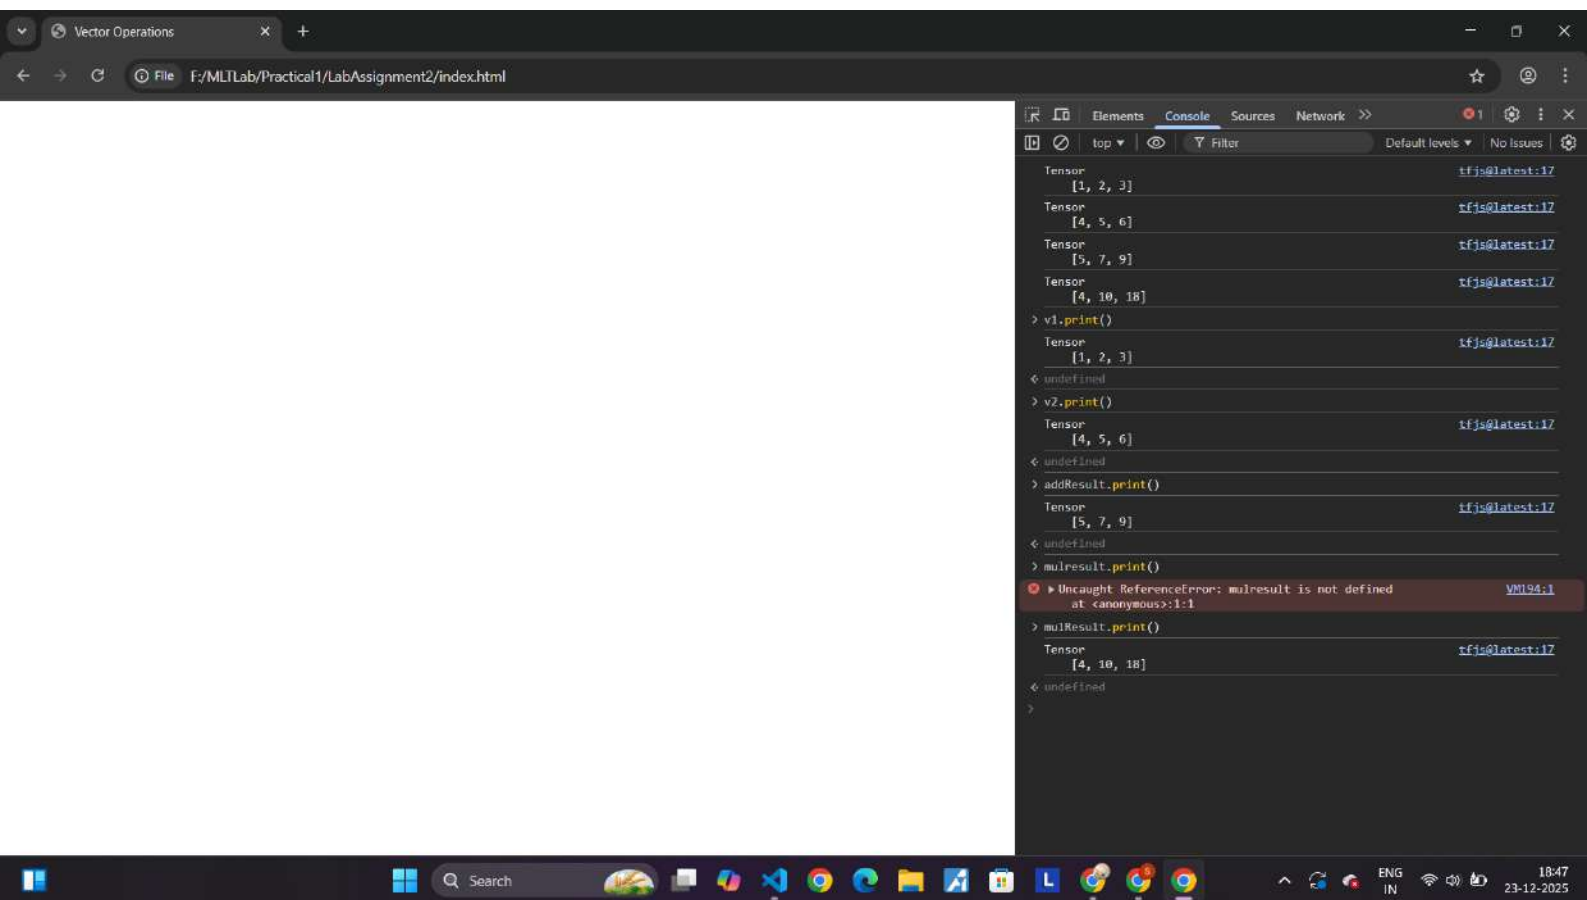 Vector Operations
File F:/MLTLab/Practical1/LabAssignment2/index.html
Elements Console Sources Network 1
top Filter Default levels No Issues
Tensor tfjs@latest:17
[1, 2, 3]
Tensor tfjs@latest:17
[4, 5, 6]
Tensor tfjs@latest:17
[5, 7, 9]
Tensor tfjs@latest:17
[4, 10, 18]
> v1.print()
Tensor tfjs@latest:17
[1, 2, 3]
undefined
> v2.print()
Tensor tfjs@latest:17
[4, 5, 6]
undefined
> addResult.print()
Tensor tfjs@latest:17
[5, 7, 9]
undefined
> mulresult.print()
Uncaught ReferenceError: mulresult is not defined VM194:1
at <anonymous>:1:1
> mulResult.print()
Tensor tfjs@latest:17
[4, 10, 18]
undefined
>
Search L ENG 18:47
IN 23-12-2025